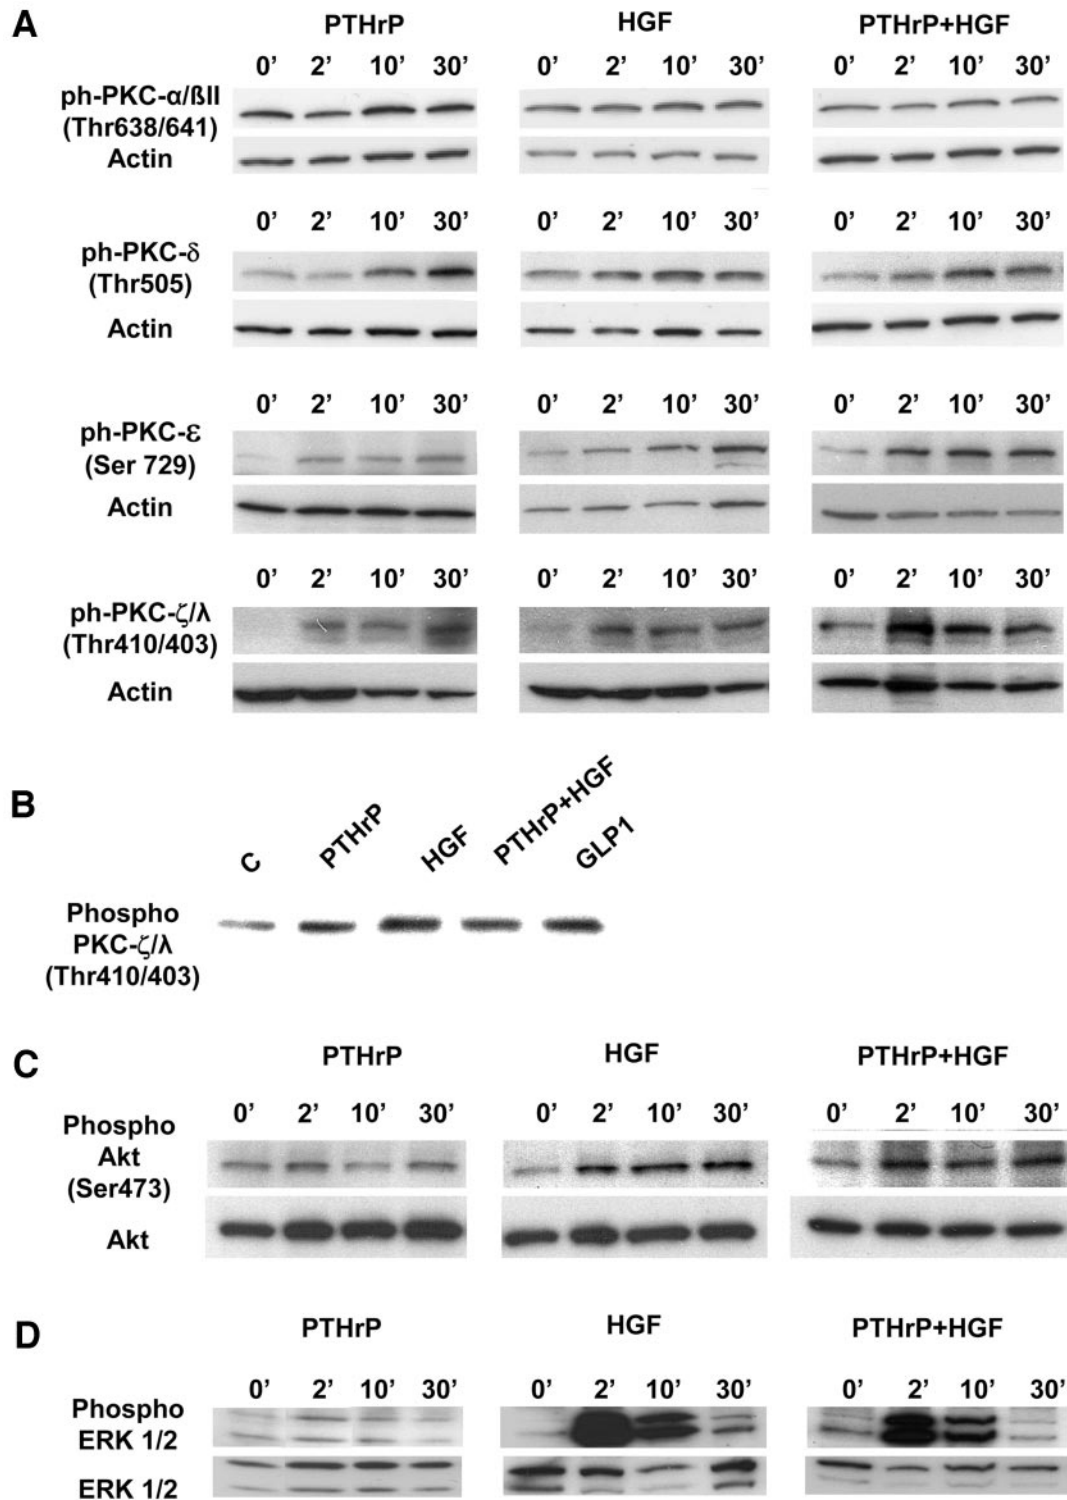 A
PTHrP HGF PTHrP+HGF
0' 2' 10' 30' 0' 2' 10' 30' 0' 2' 10' 30'
ph-PKC-α/ßII
(Thr638/641)
Actin
0' 2' 10' 30' 0' 2' 10' 30' 0' 2' 10' 30'
ph-PKC-δ
(Thr505)
Actin
0' 2' 10' 30' 0' 2' 10' 30' 0' 2' 10' 30'
ph-PKC-ε
(Ser 729)
Actin
0' 2' 10' 30' 0' 2' 10' 30' 0' 2' 10' 30'
ph-PKC-ζ/λ
(Thr410/403)
Actin
B
C PTHrP HGF PTHrP+HGF GLP1
Phospho
PKC-ζ/λ
(Thr410/403)
C
PTHrP HGF PTHrP+HGF
0' 2' 10' 30' 0' 2' 10' 30' 0' 2' 10' 30'
Phospho
Akt
(Ser473)
Akt
D
PTHrP HGF PTHrP+HGF
0' 2' 10' 30' 0' 2' 10' 30' 0' 2' 10' 30'
Phospho
ERK 1/2
ERK 1/2